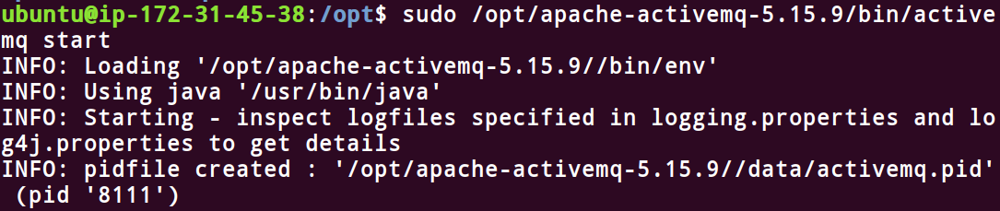 ubuntu@ip-172-31-45-38:/opt$ sudo /opt/apache-activemq-5.15.9/bin/active
mq start
INFO: Loading '/opt/apache-activemq-5.15.9//bin/env'
INFO: Using java '/usr/bin/java'
INFO: Starting - inspect logfiles specified in logging.properties and lo
g4j.properties to get details
INFO: pidfile created : '/opt/apache-activemq-5.15.9//data/activemq.pid'
 (pid '8111')